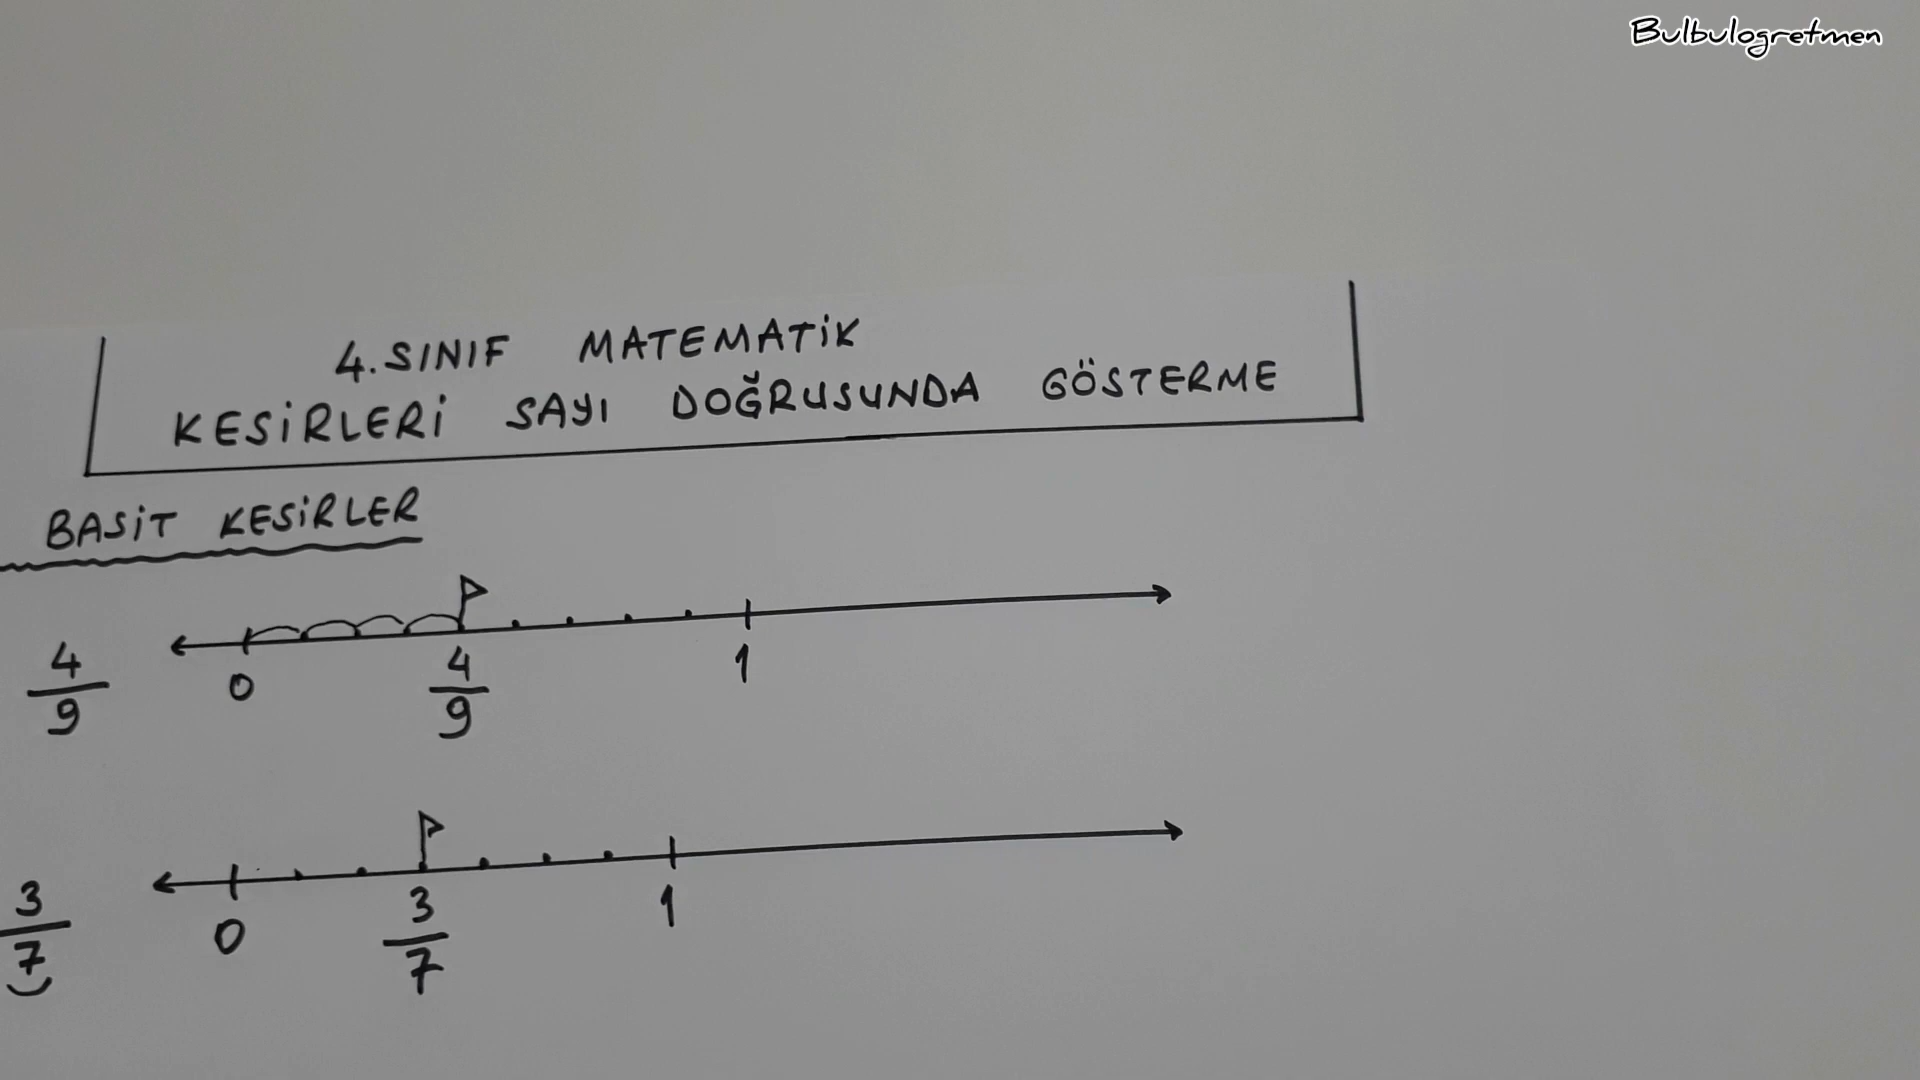 Bulbulogretmen
4.SINIF MATEMATİK
KESİRLERİ SAYI DOĞRUSUNDA GÖSTERME
BASİT KESİRLER
4/9
0 4/9 1
3/7
0 3/7 1